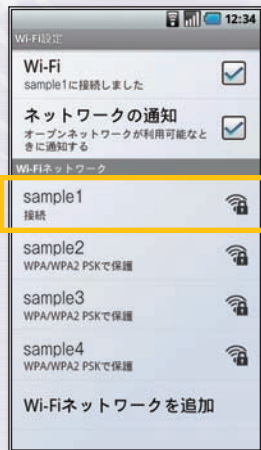 12:34
Wi-Fi設定
Wi-Fi
sample1に接続しました
ネットワークの通知
オープンネットワークが利用可能なと
きに通知する
Wi-Fiネットワーク
sample1
接続
sample2
WPA/WPA2 PSKで保護
sample3
WPA/WPA2 PSKで保護
sample4
WPA/WPA2 PSKで保護
Wi-Fiネットワークを追加